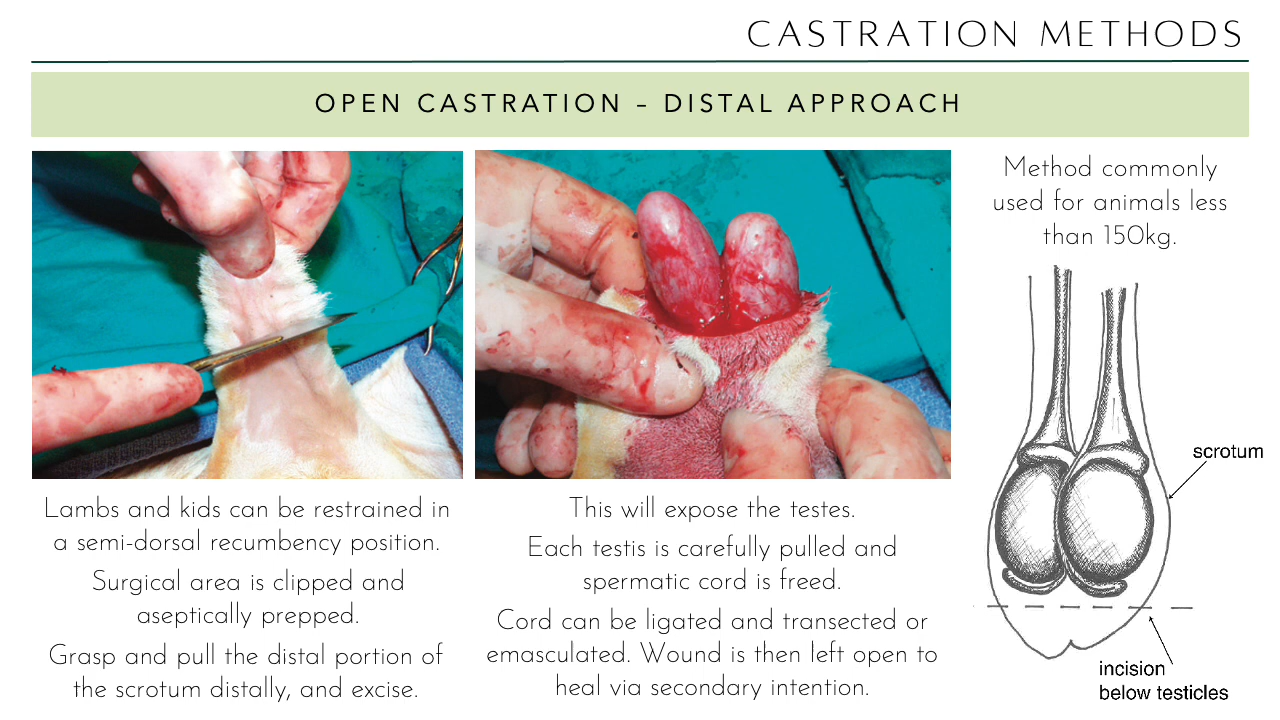 CASTRATION METHODS
OPEN CASTRATION – DISTAL APPROACH
Lambs and kids can be restrained in
a semi-dorsal recumbency position.
Surgical area is clipped and
aseptically prepped.
Grasp and pull the distal portion of
the scrotum distally, and excise.
This will expose the testes.
Each testis is carefully pulled and
spermatic cord is freed.
Cord can be ligated and transected or
emasculated. Wound is then left open to
heal via secondary intention.
Method commonly
used for animals less
than 150kg.
scrotum
incision
below testicles